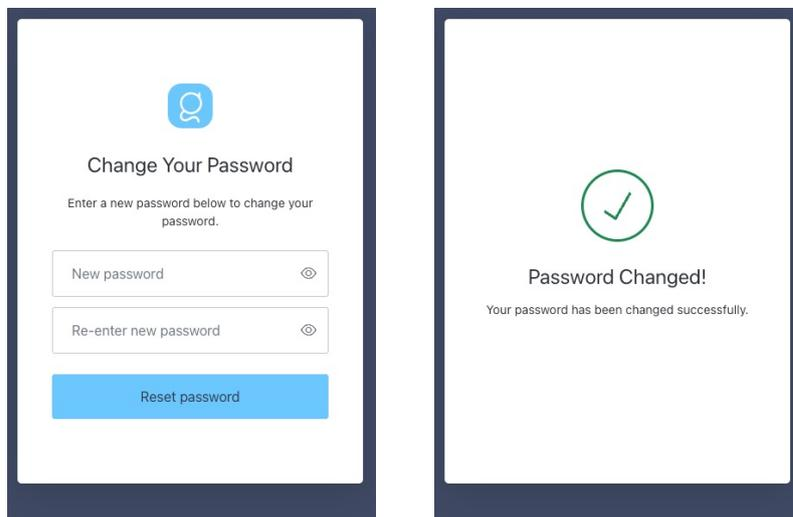 Change Your Password
Enter a new password below to change your
password.
New password
Re-enter new password
Reset password
Password Changed!
Your password has been changed successfully.